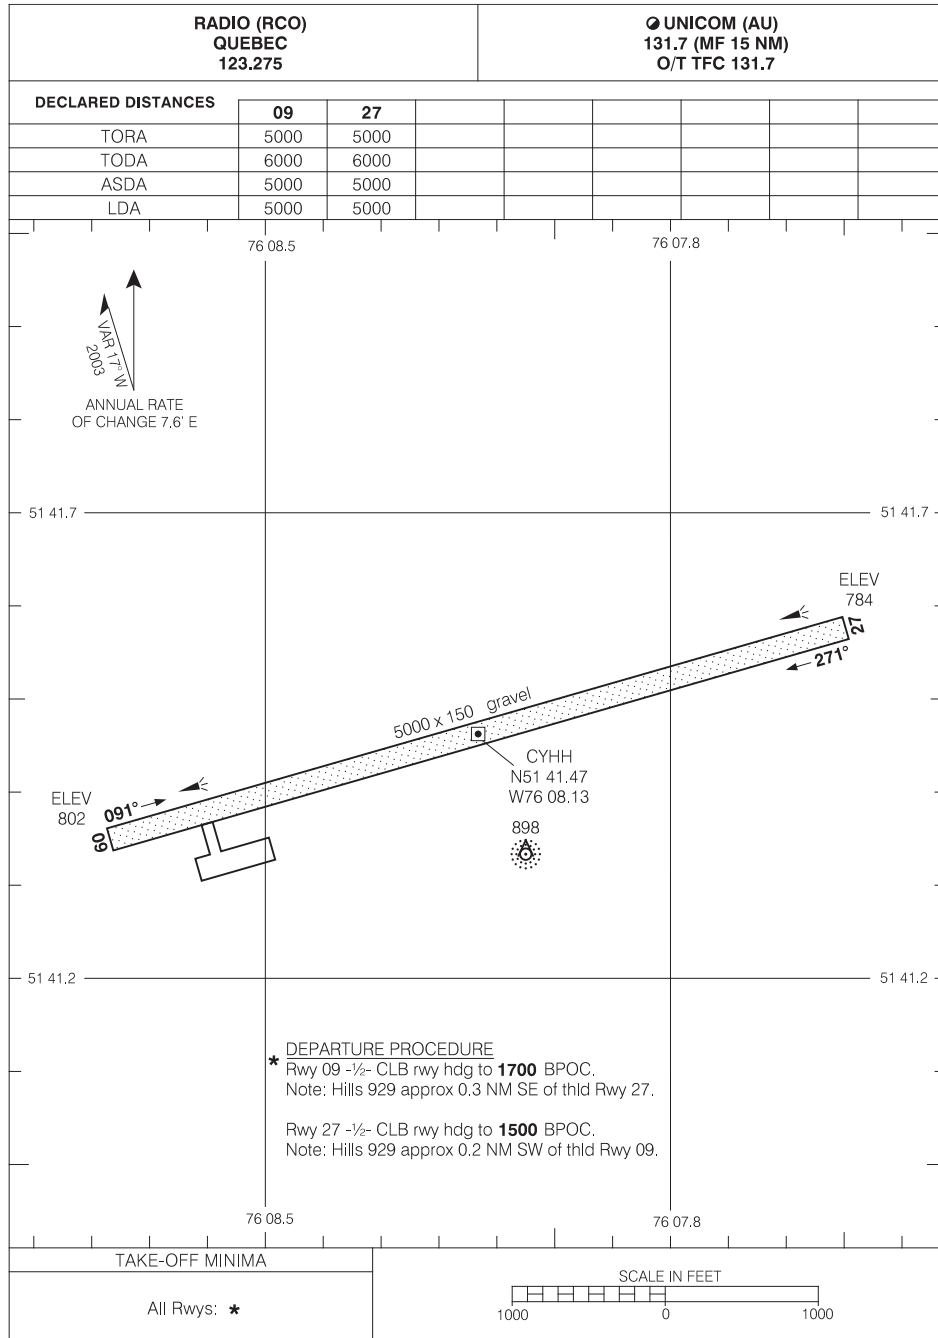 RADIO (RCO)
QUEBEC
123.275
UNICOM (AU)
131.7 (MF 15 NM)
O/T TFC 131.7
DECLARED DISTANCES
09 27
TORA 5000 5000
TODA 6000 6000
ASDA 5000 5000
LDA 5000 5000
76 08.5 76 07.8
VAR 17° W
2003
ANNUAL RATE
OF CHANGE 7.6' E
51 41.7 51 41.7
ELEV
784
27
271°
5000 x 150 gravel
CYHH
N51 41.47
W76 08.13
ELEV
802
091°
09
898
51 41.2 51 41.2
* DEPARTURE PROCEDURE
Rwy 09 -½- CLB rwy hdg to 1700 BPOC.
Note: Hills 929 approx 0.3 NM SE of thld Rwy 27.
Rwy 27 -½- CLB rwy hdg to 1500 BPOC.
Note: Hills 929 approx 0.2 NM SW of thld Rwy 09.
76 08.5 76 07.8
TAKE-OFF MINIMA
All Rwys: *
SCALE IN FEET
1000 0 1000